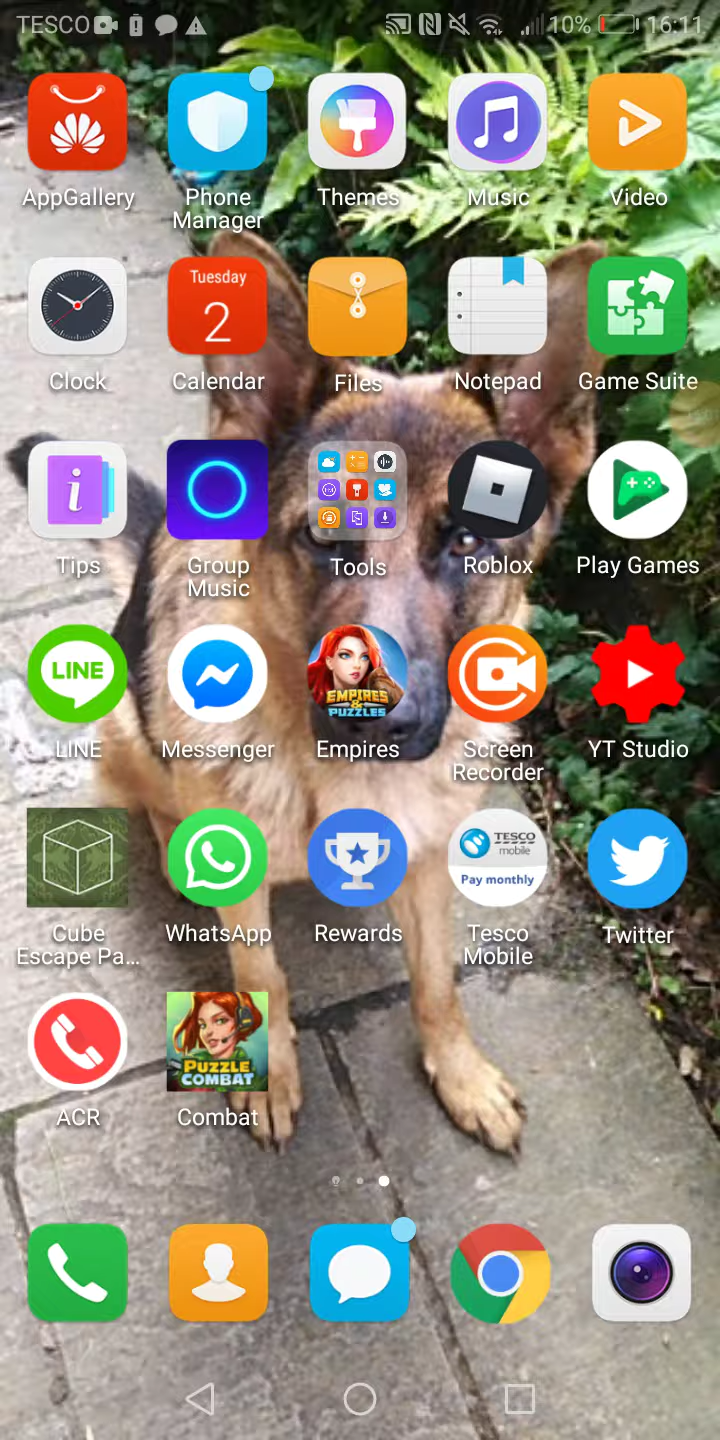 TESCO 10% 16:11
AppGallery Phone Manager Themes Music Video
Tuesday
2
Clock Calendar Files Notepad Game Suite
i
Tips Group Music Tools Roblox Play Games
LINE
EMPIRES & PUZZLES
LINE Messenger Empires Screen Recorder YT Studio
TESCO
mobile
Pay monthly
Cube Escape Pa... WhatsApp Rewards Tesco Mobile Twitter
PUZZLE
COMBAT
ACR Combat